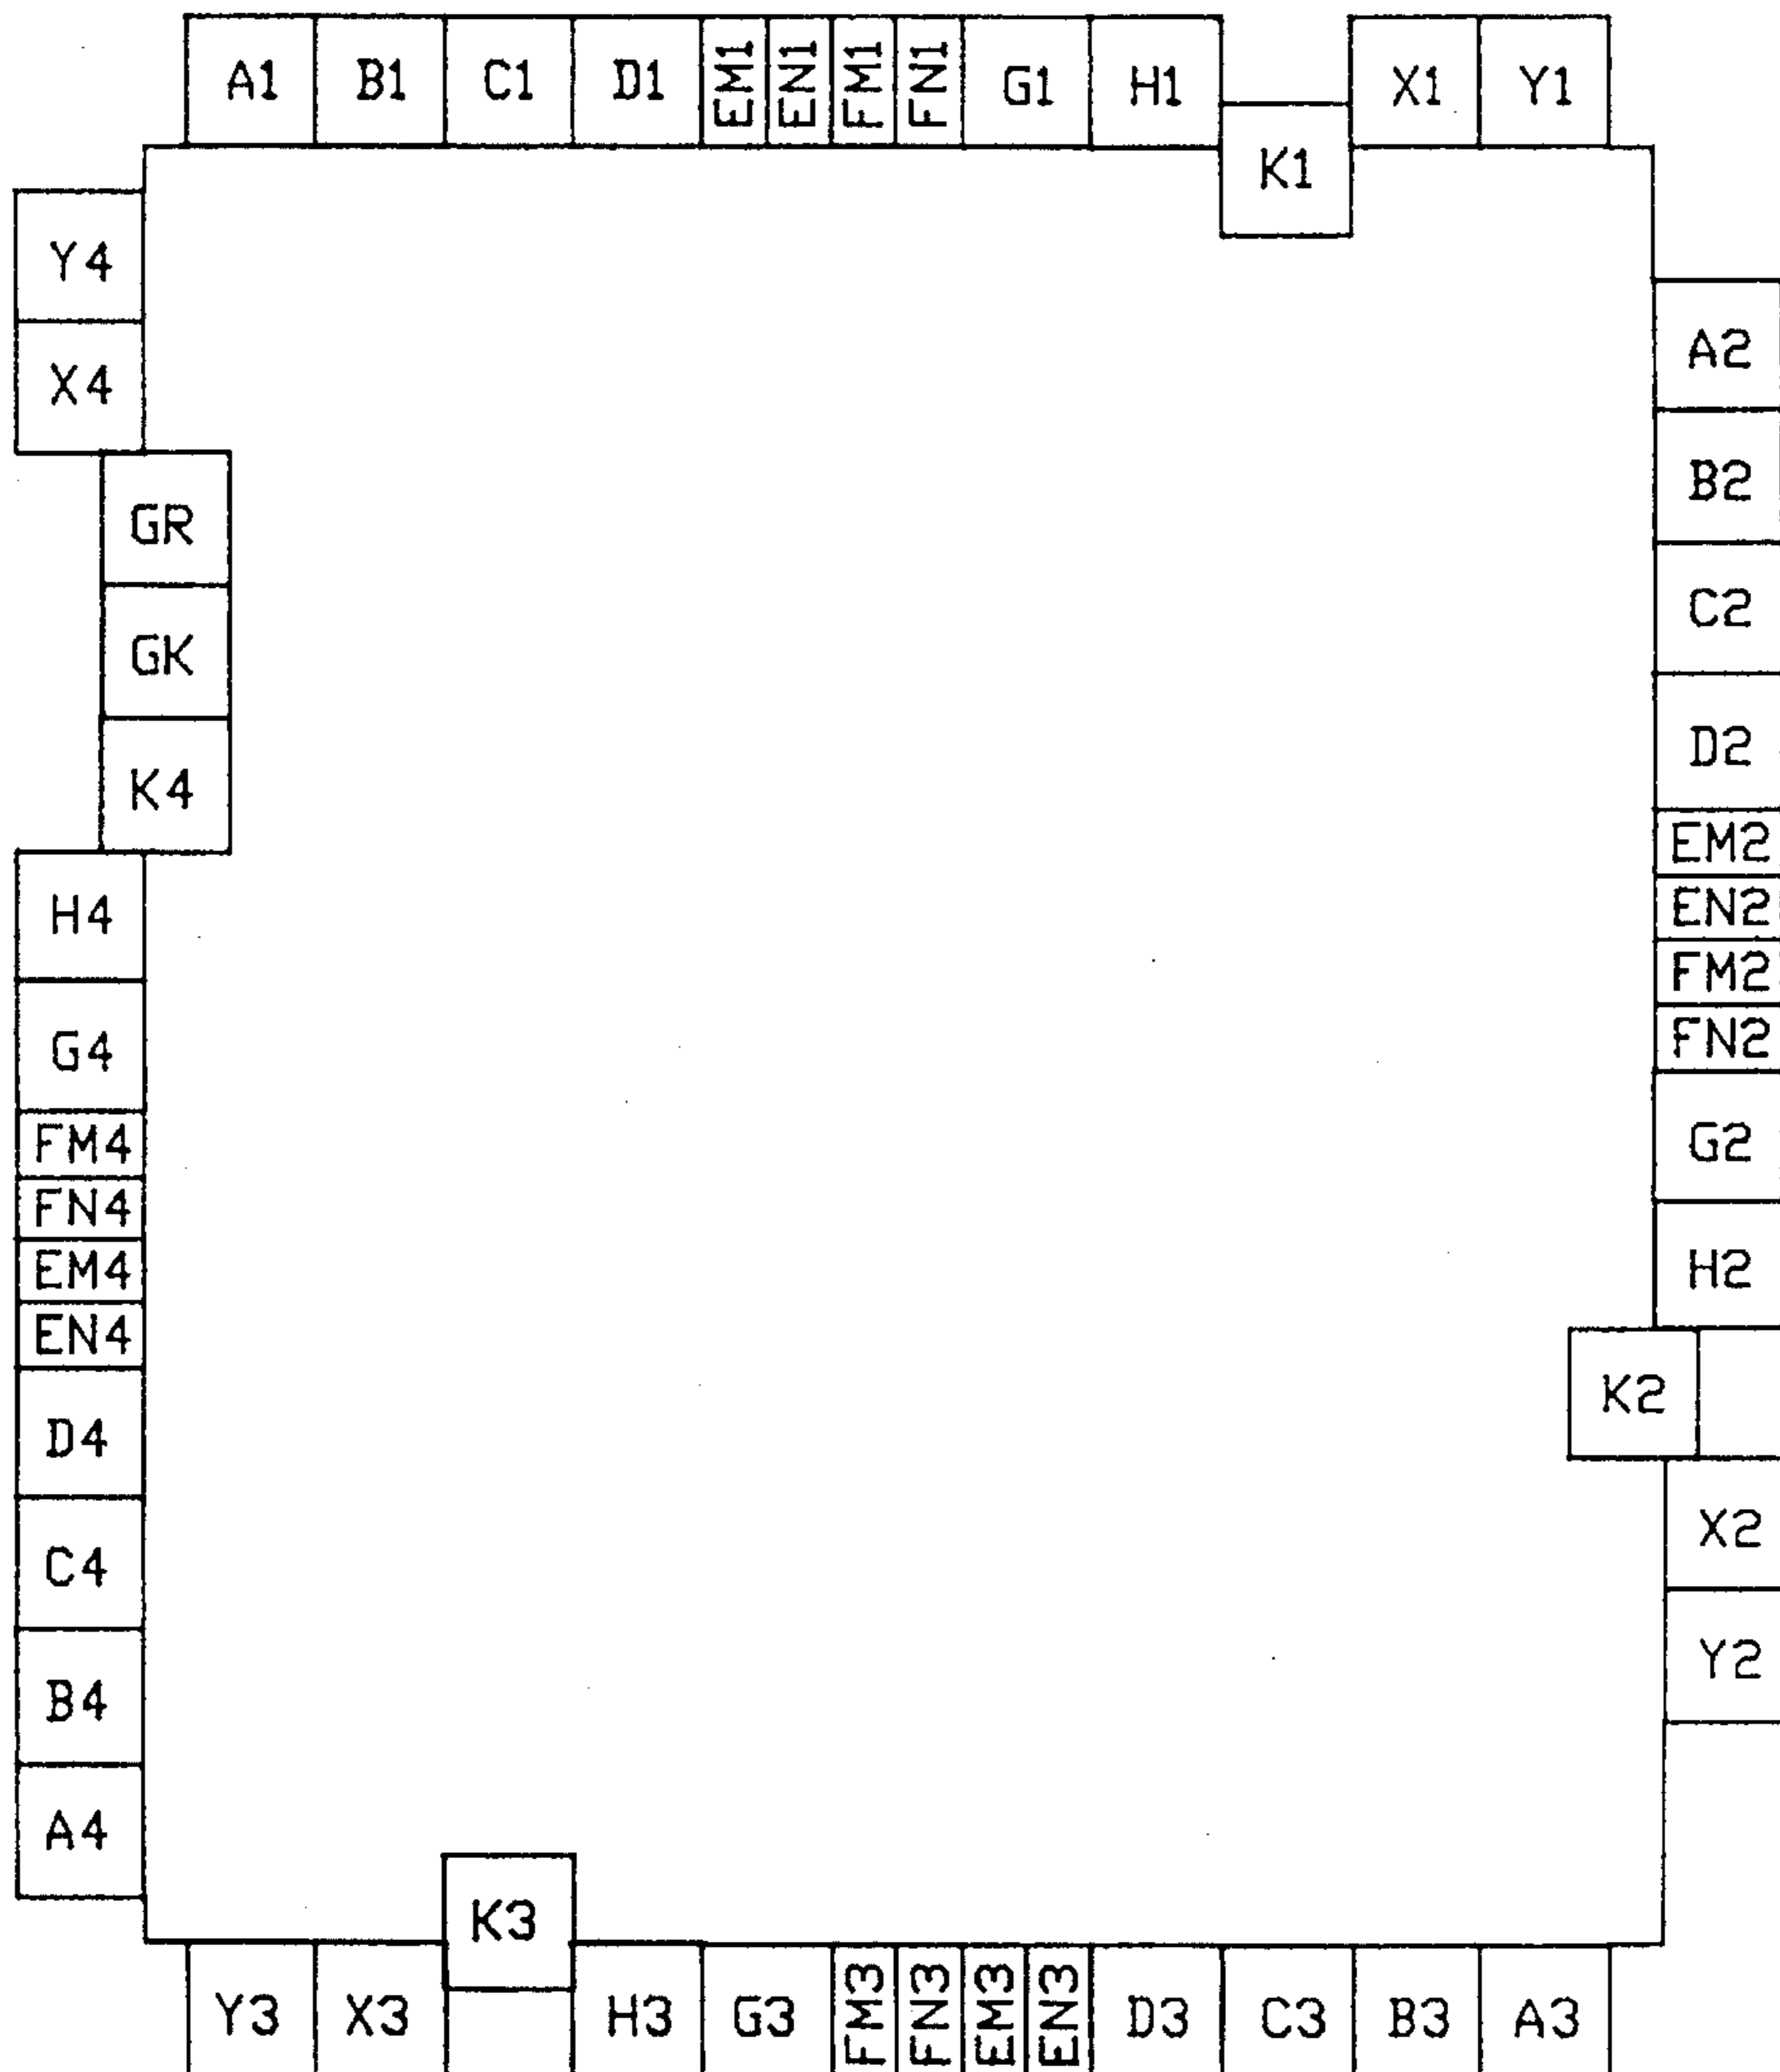 A1 B1 C1 D1 EM1 EN1 FM1 FN1 G1 H1 K1 X1 Y1
Y4
X4
GR
GK
K4
H4
G4
FM4
FN4
EM4
EN4
D4
C4
B4
A4
A2
B2
C2
D2
EM2
EN2
FM2
FN2
G2
H2
K2
X2
Y2
Y3 X3 K3 H3 G3 FM3 FN3 EM3 EN3 D3 C3 B3 A3